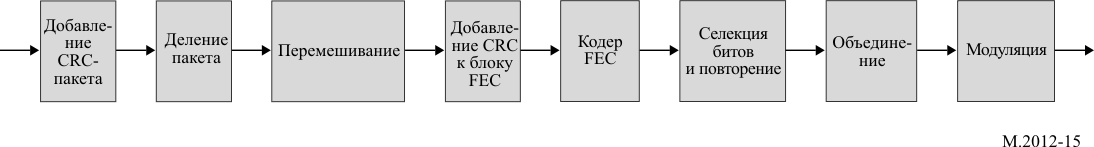 Добавле-
ние
CRC-
пакета
Деление
пакета
Перемешивание
Добавле-
ние CRC
к блоку
FEC
Кодер
FEC
Селекция
битов
и повторение
Объедине-
ние
Модуляция
M.2012-15